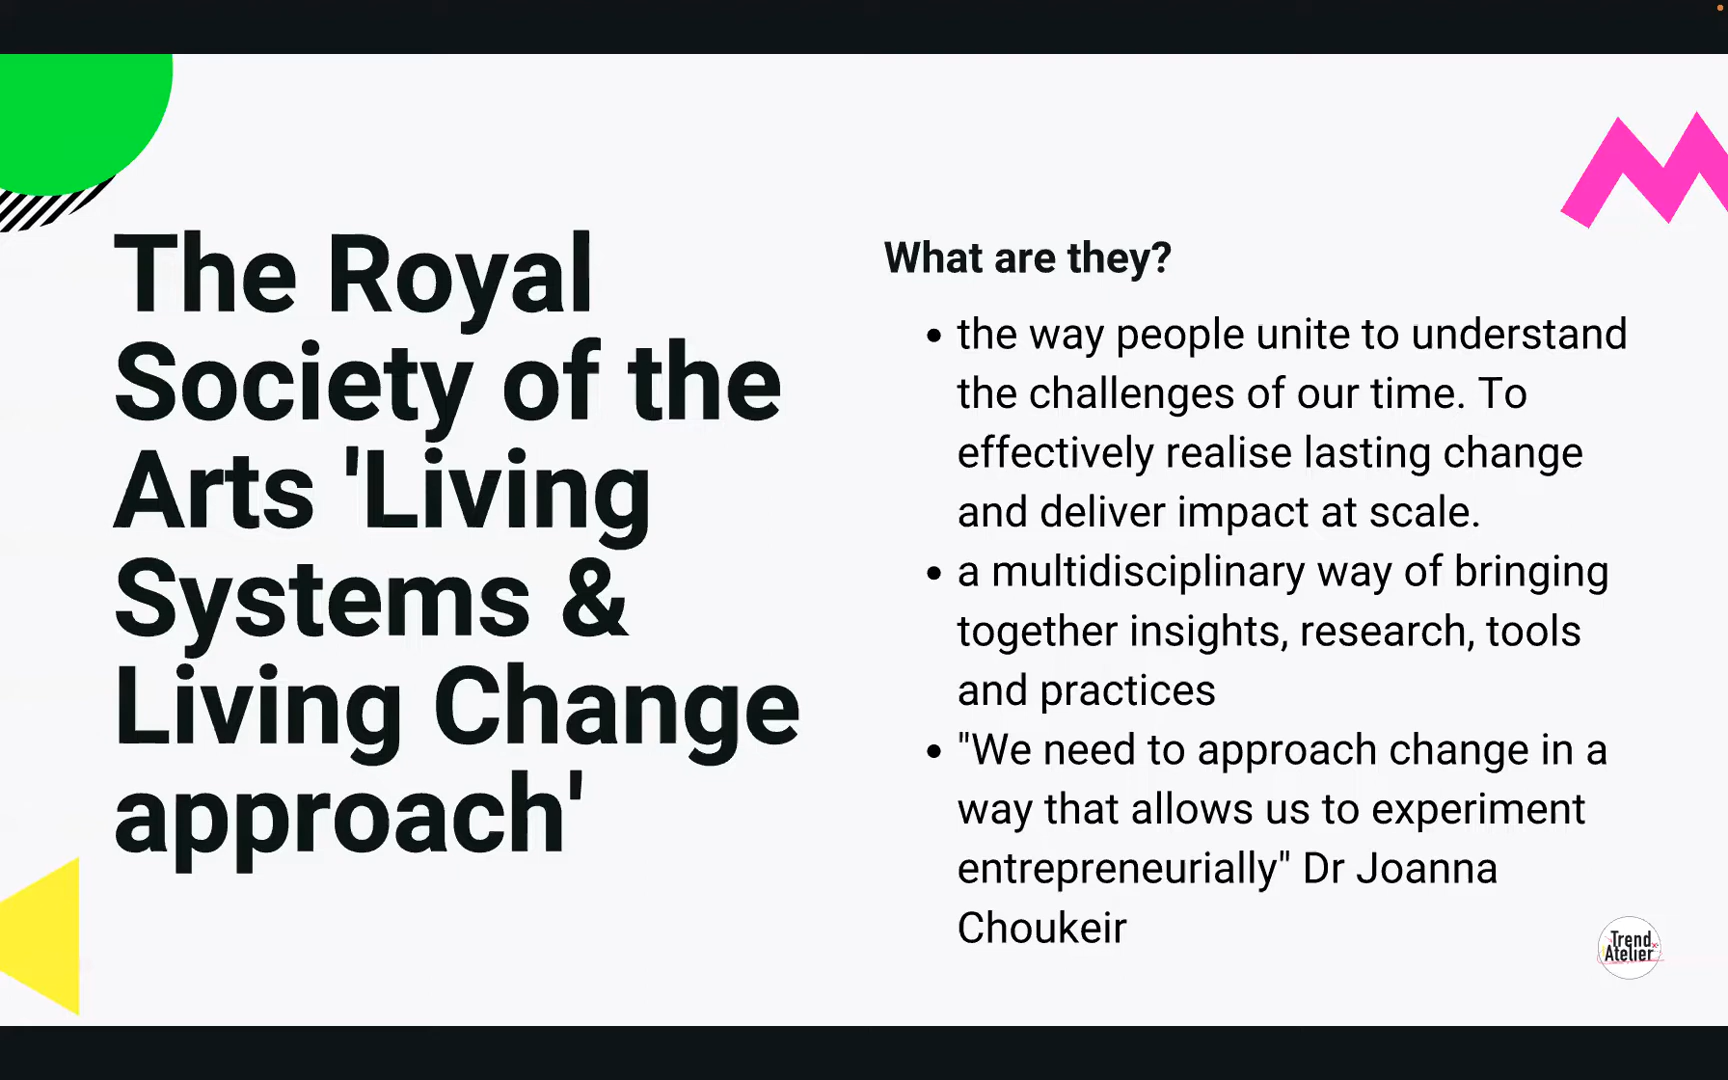 The Royal
Society of the
Arts 'Living
Systems &
Living Change
approach'
What are they?
• the way people unite to understand
the challenges of our time. To
effectively realise lasting change
and deliver impact at scale.
• a multidisciplinary way of bringing
together insights, research, tools
and practices
• "We need to approach change in a
way that allows us to experiment
entrepreneurially" Dr Joanna
Choukeir
Trend
Atelier